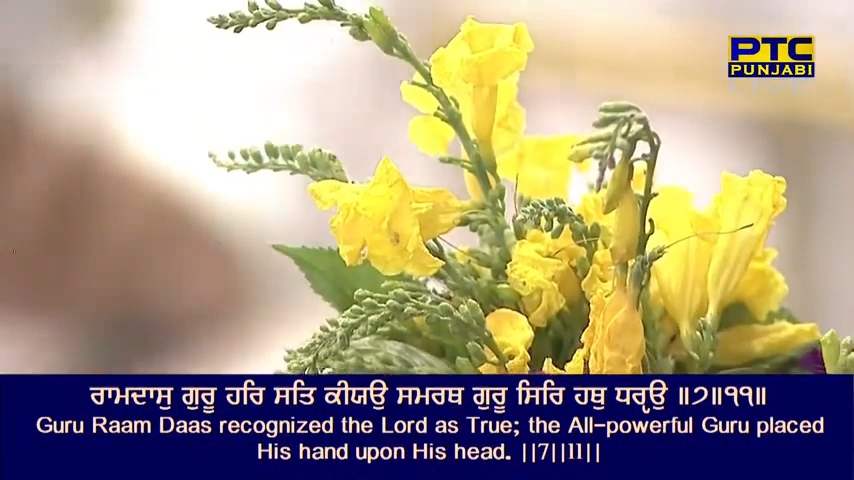 PTC
PUNJABI
ਰਾਮਦਾਸੁ ਗੁਰੂ ਹਰਿ ਸਤਿ ਕੀਯਉ ਸਮਰਥ ਗੁਰੂ ਸਿਰਿ ਹਥੁ ਧਰੵਉ ॥੭॥੧੧॥
Guru Raam Daas recognized the Lord as True; the All-powerful Guru placed
His hand upon His head. ||7||11||